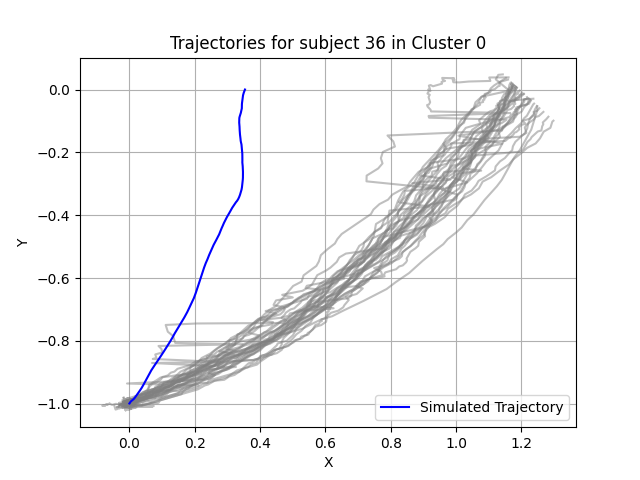 Trajectories for subject 36 in Cluster 0
0.0
−0.2
−0.4
−0.6
−0.8
−1.0
Y
0.0 0.2 0.4 0.6 0.8 1.0 1.2
X
Simulated Trajectory